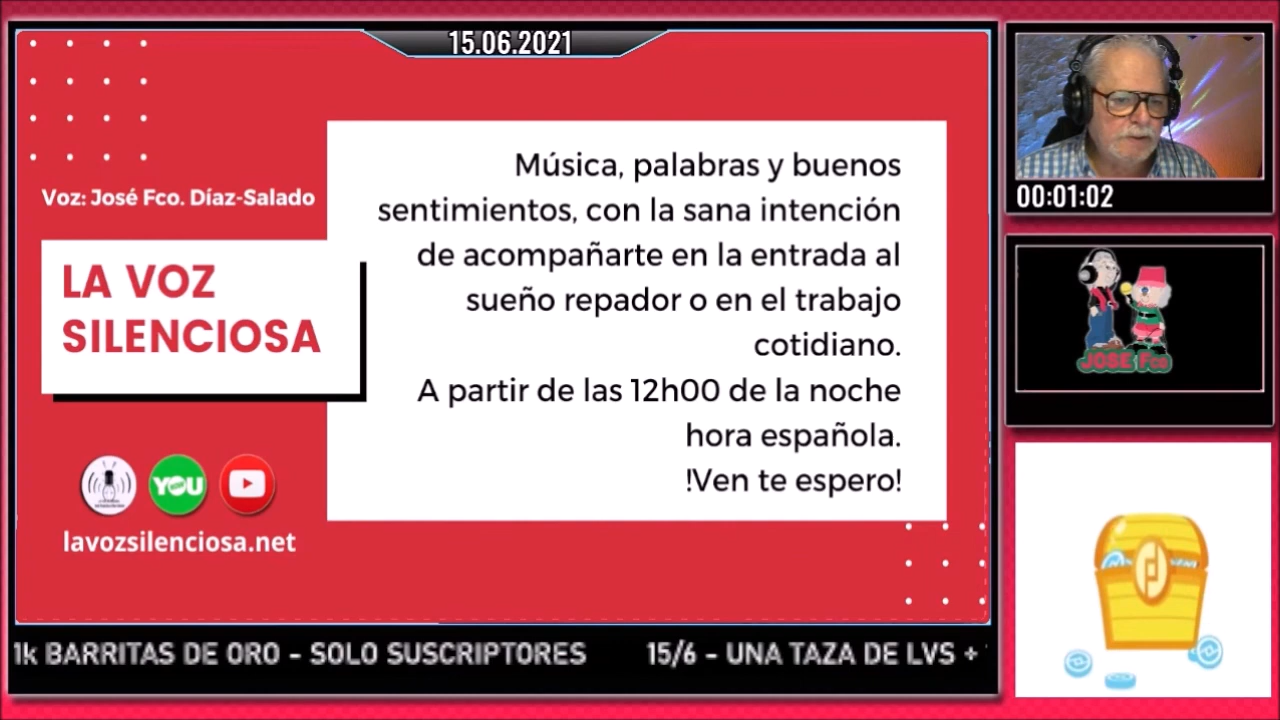 15.06.2021
Voz: José Fco. Díaz-Salado
LA VOZ
SILENCIOSA
YOU
lavozsilenciosa.net
Música, palabras y buenos
sentimientos, con la sana intención
de acompañarte en la entrada al
sueño repador o en el trabajo
cotidiano.
A partir de las 12h00 de la noche
hora española.
!Ven te espero!
00:01:02
JOSE Fco
1k BARRITAS DE ORO - SOLO SUSCRIPTORES 15/6 - UNA TAZA DE LVS +